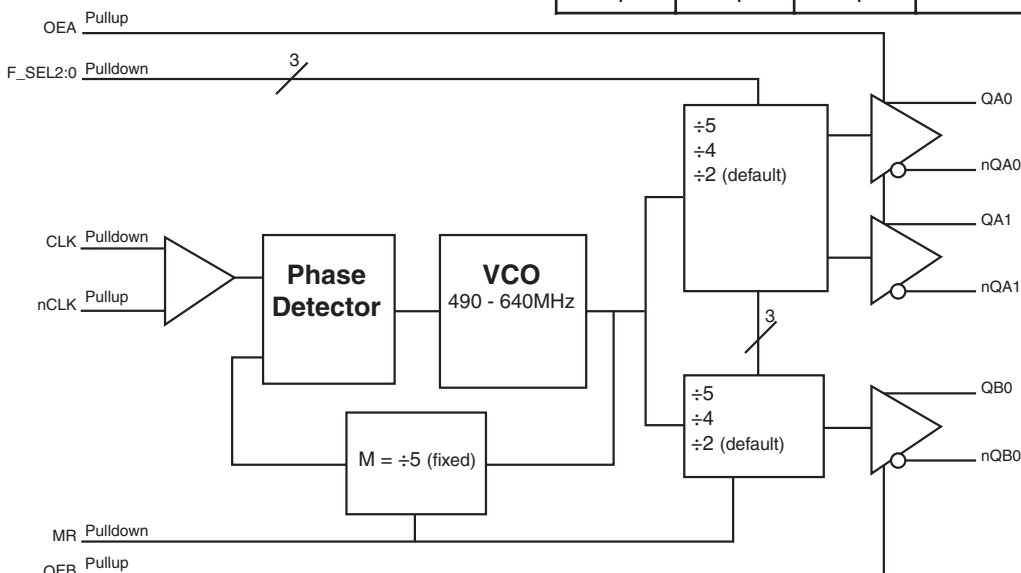 OEA Pullup
F_SEL2:0 Pulldown
3
÷5
÷4
÷2 (default)
QA0
nQA0
QA1
nQA1
CLK Pulldown
nCLK Pullup
Phase
Detector
VCO
490 - 640MHz
3
÷5
÷4
÷2 (default)
QB0
nQB0
M = ÷5 (fixed)
MR Pulldown
OEB Pullup